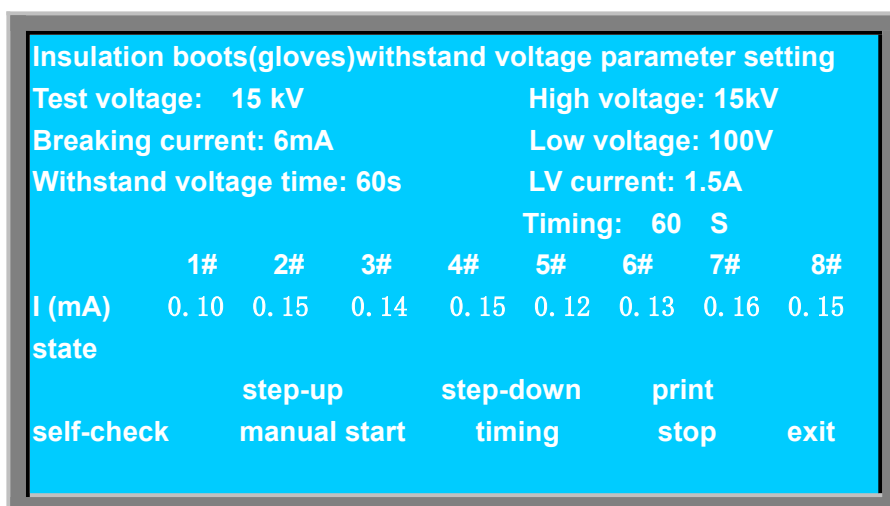 Insulation boots(gloves)withstand voltage parameter setting
Test voltage: 15 kV High voltage: 15kV
Breaking current: 6mA Low voltage: 100V
Withstand voltage time: 60s LV current: 1.5A
Timing: 60 S
1# 2# 3# 4# 5# 6# 7# 8#
I (mA) 0.10 0.15 0.14 0.15 0.12 0.13 0.16 0.15
state
step-up step-down print
self-check manual start timing stop exit